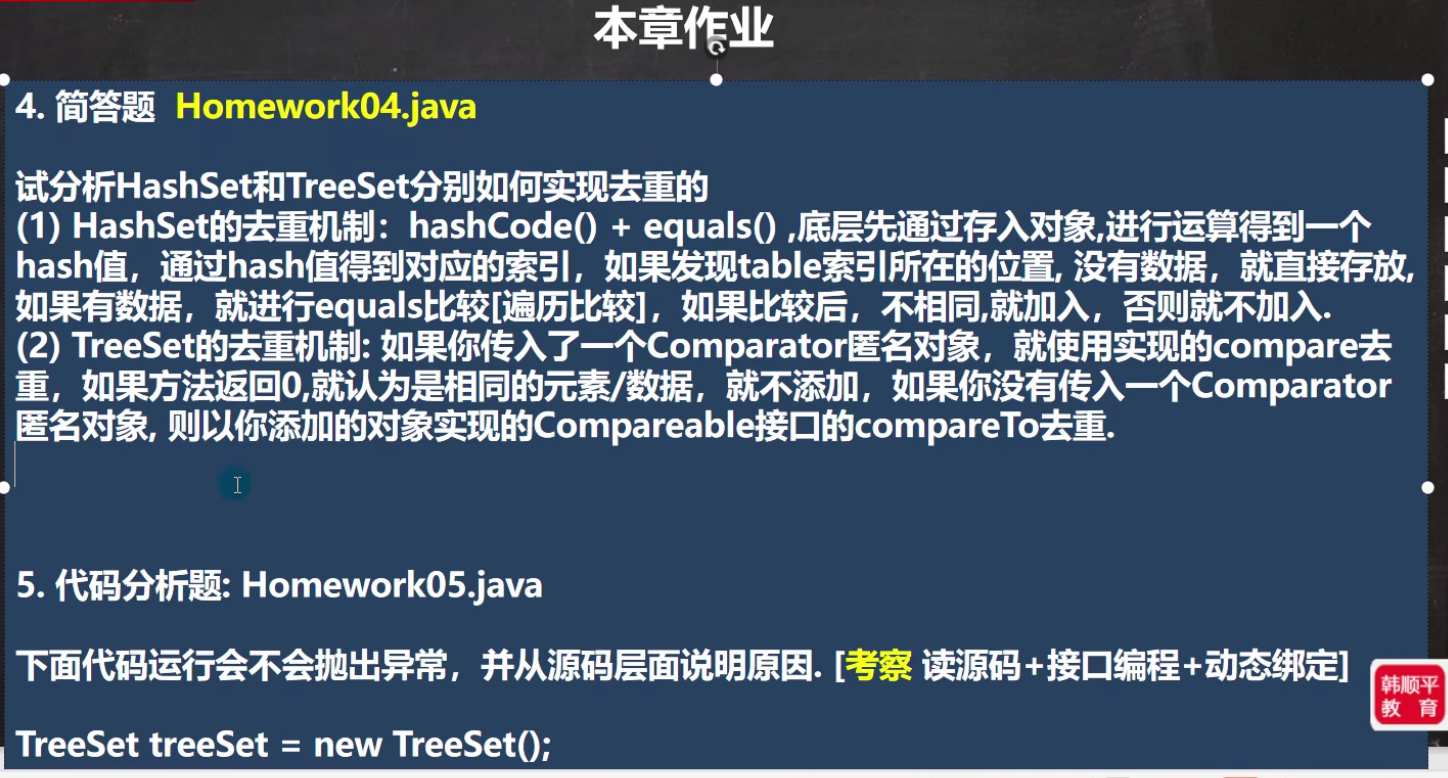 本章作业
4. 简答题 Homework04.java
试分析HashSet和TreeSet分别如何实现去重的
(1) HashSet的去重机制：hashCode() + equals() ,底层先通过存入对象,进行运算得到一个
hash值，通过hash值得到对应的索引，如果发现table索引所在的位置, 没有数据，就直接存放,
如果有数据，就进行equals比较[遍历比较]，如果比较后，不相同,就加入，否则就不加入.
(2) TreeSet的去重机制: 如果你传入了一个Comparator匿名对象，就使用实现的compare去
重，如果方法返回0,就认为是相同的元素/数据，就不添加，如果你没有传入一个Comparator
匿名对象, 则以你添加的对象实现的Compareable接口的compareTo去重.
5. 代码分析题: Homework05.java
下面代码运行会不会抛出异常，并从源码层面说明原因. [考察 读源码+接口编程+动态绑定]
TreeSet treeSet = new TreeSet();
韩顺平
教 育